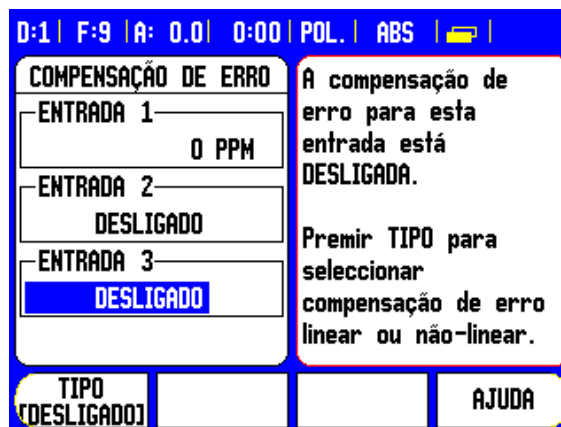 D:1 | F:9 | A: 0.0 | 0:00 | POL. | ABS
COMPENSAÇÃO DE ERRO
ENTRADA 1
0 PPM
ENTRADA 2
DESLIGADO
ENTRADA 3
DESLIGADO
A compensação de
erro para esta
entrada está
DESLIGADA.
Premir TIPO para
seleccionar
compensação de erro
linear ou não-linear.
TIPO
[DESLIGADO]
AJUDA